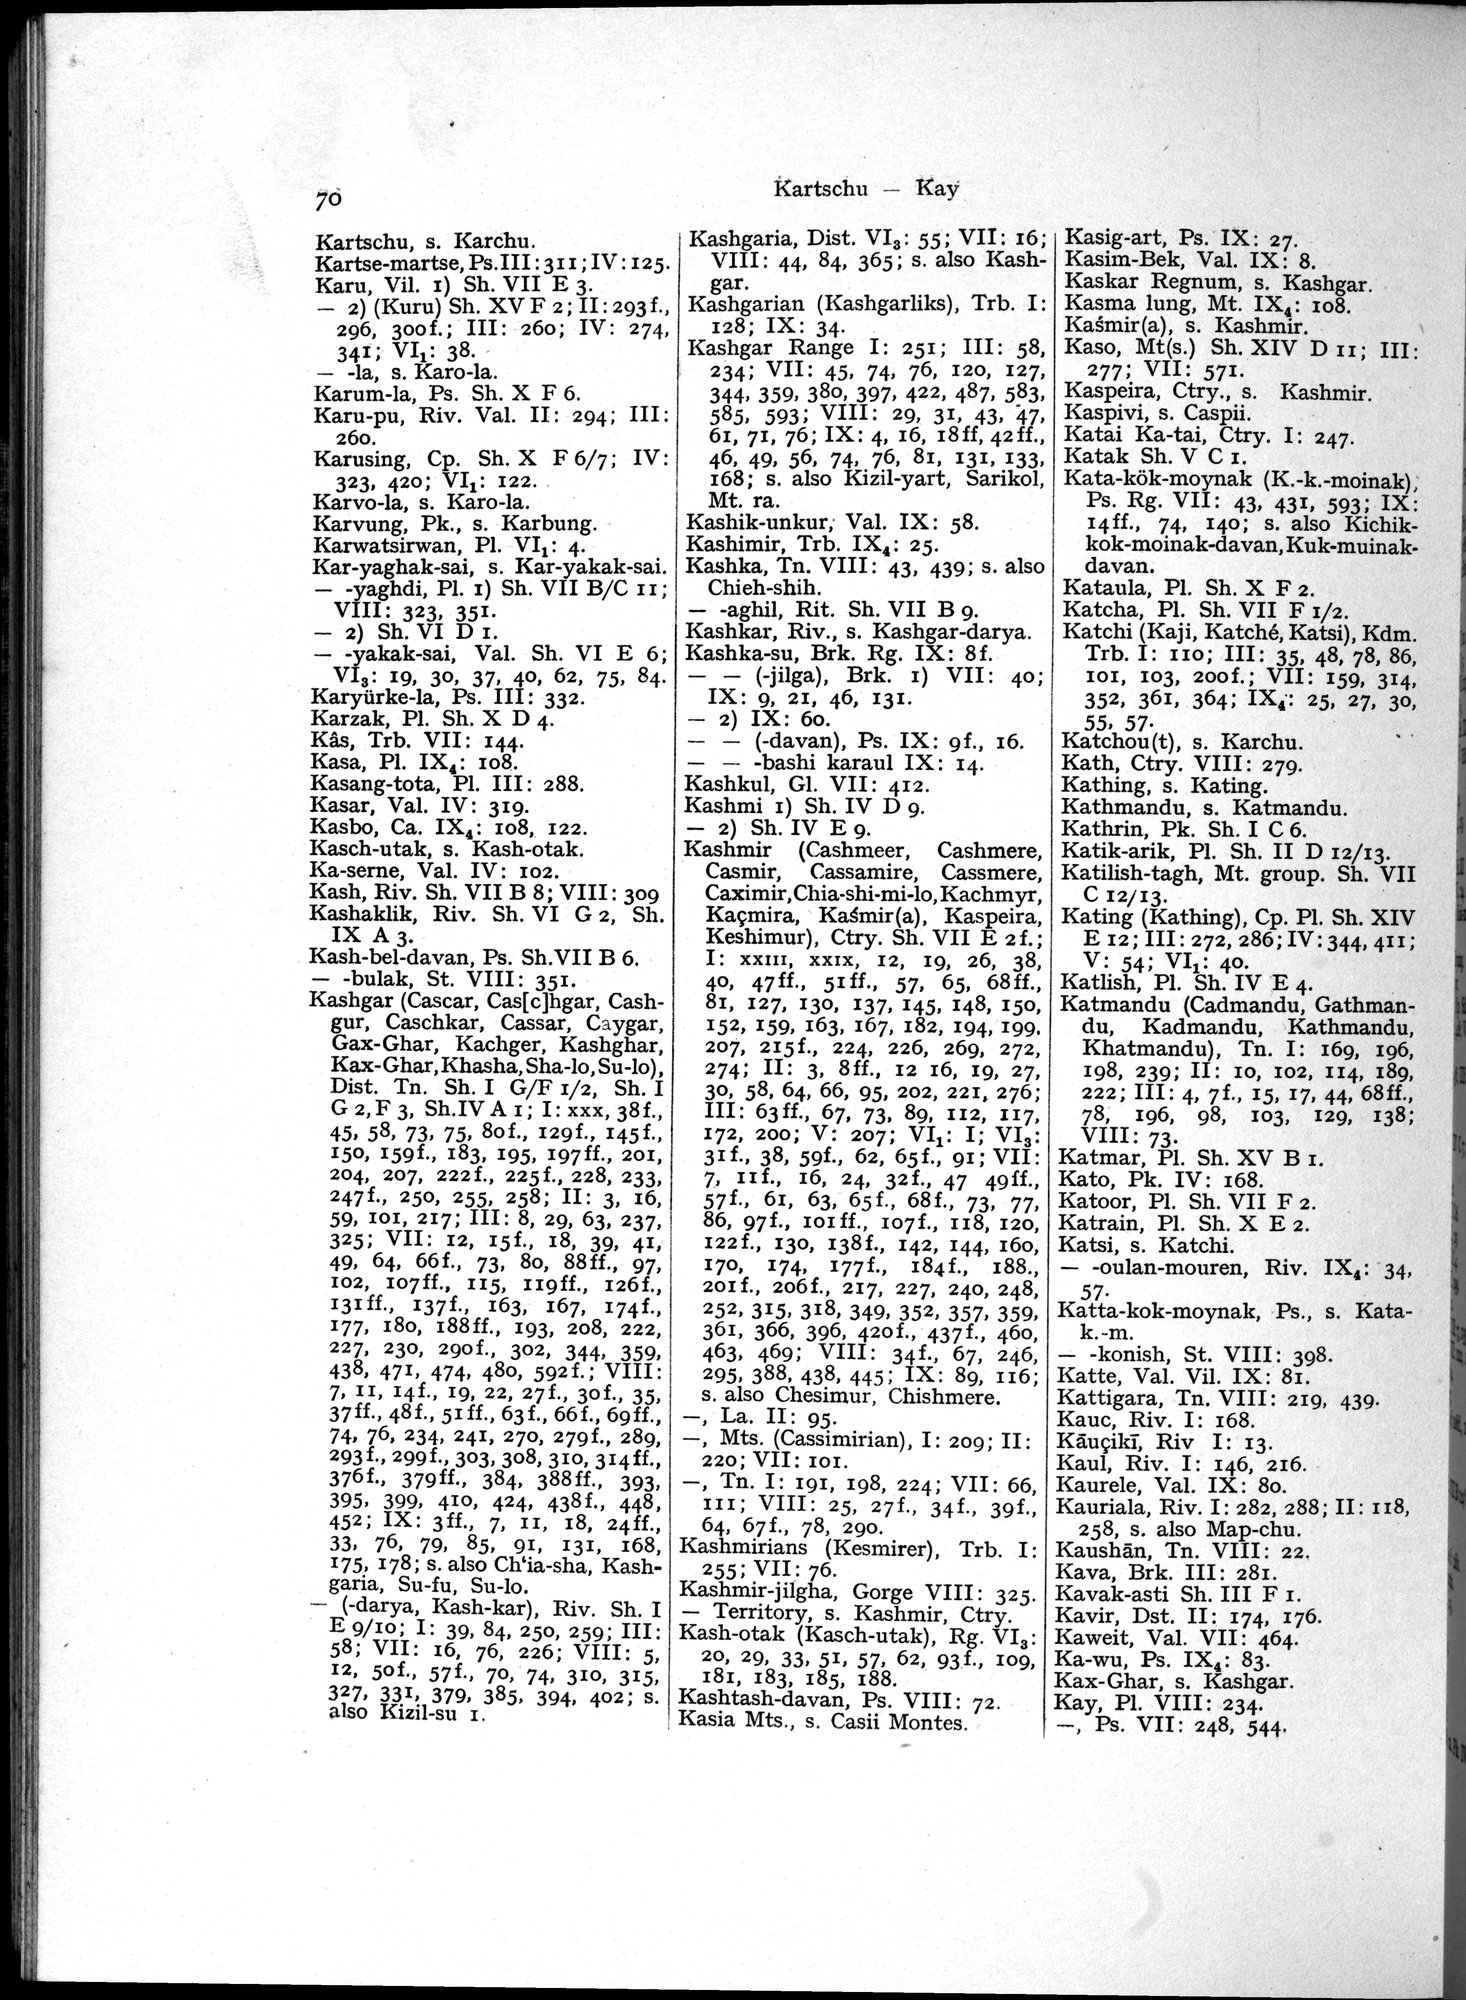 70
Kartschu — Kay
Kartschu, s. Karchu.
Kartse-martse, Ps. III: 311; IV: 125.
Karu, Vil. 1) Sh. VII E 3.
— 2) (Kuru) Sh. XV F 2; II: 293f.,
296, 300f.; III: 260; IV: 274,
341; VI₁: 38.
— -la, s. Karo-la.
Karum-la, Ps. Sh. X F 6.
Karu-pu, Riv. Val. II: 294; III:
260.
Karusing, Cp. Sh. X F 6/7; IV:
323, 420; VI₁: 122.
Karvo-la, s. Karo-la.
Karvung, Pk., s. Karbung.
Karwatsirwan, Pl. VI₁: 4.
Kar-yaghak-sai, s. Kar-yakak-sai.
— -yaghdi, Pl. 1) Sh. VII B/C 11;
VIII: 323, 351.
— 2) Sh. VI D 1.
— -yakak-sai, Val. Sh. VI E 6;
VI₃: 19, 30, 37, 40, 62, 75, 84.
Karyürke-la, Ps. III: 332.
Karzak, Pl. Sh. X D 4.
Kâs, Trb. VII: 144.
Kasa, Pl. IX₄: 108.
Kasang-tota, Pl. III: 288.
Kasar, Val. IV: 319.
Kasbo, Ca. IX₄: 108, 122.
Kasch-utak, s. Kash-otak.
Ka-serne, Val. IV: 102.
Kash, Riv. Sh. VII B 8; VIII: 309
Kashaklik, Riv. Sh. VI G 2, Sh.
IX A 3.
Kash-bel-davan, Ps. Sh. VII B 6.
— -bulak, St. VIII: 351.
Kashgar (Cascar, Cas[c]hgar, Cash-
gur, Caschkar, Cassar, Caygar,
Gax-Ghar, Kachger, Kashghar,
Kax-Ghar, Khasha, Sha-lo, Su-lo),
Dist. Tn. Sh. I G/F 1/2, Sh. I
G 2, F 3, Sh. IV A 1; I: xxx, 38f.,
45, 58, 73, 75, 80f., 129f., 145f.,
150, 159f., 183, 195, 197ff., 201,
204, 207, 222f., 225f., 228, 233,
247f., 250, 255, 258; II: 3, 16,
59, 101, 217; III: 8, 29, 63, 237,
325; VII: 12, 15f., 18, 39, 41,
49, 64, 66f., 73, 80, 88ff., 97,
102, 107ff., 115, 119ff., 126f.,
131ff., 137f., 163, 167, 174f.,
177, 180, 188ff., 193, 208, 222,
227, 230, 290f., 302, 344, 359,
438, 471, 474, 480, 592f.; VIII:
7, 11, 14f., 19, 22, 27f., 30f., 35,
37ff., 48f., 51ff., 63f., 66f., 69ff.,
74, 76, 234, 241, 270, 279f., 289,
293f., 299f., 303, 308, 310, 314ff.,
376f., 379ff., 384, 388ff., 393,
395, 399, 410, 424, 438f., 448,
452; IX: 3ff., 7, 11, 18, 24ff.,
33, 76, 79, 85, 91, 131, 168,
175, 178; s. also Ch‘ia-sha, Kash-
garia, Su-fu, Su-lo.
— (-darya, Kash-kar), Riv. Sh. I
E 9/10; I: 39, 84, 250, 259; III:
58; VII: 16, 76, 226; VIII: 5,
12, 50f., 57f., 70, 74, 310, 315,
327, 331, 379, 385, 394, 402; s.
also Kizil-su 1.
Kashgaria, Dist. VI₃: 55; VII: 16;
VIII: 44, 84, 365; s. also Kash-
gar.
Kashgarian (Kashgarliks), Trb. I:
128; IX: 34.
Kashgar Range I: 251; III: 58,
234; VII: 45, 74, 76, 120, 127,
344, 359, 380, 397, 422, 487, 583,
585, 593; VIII: 29, 31, 43, 47,
61, 71, 76; IX: 4, 16, 18ff, 42ff.,
46, 49, 56, 74, 76, 81, 131, 133,
168; s. also Kizil-yart, Sarikol,
Mt. ra.
Kashik-unkur, Val. IX: 58.
Kashimir, Trb. IX₄: 25.
Kashka, Tn. VIII: 43, 439; s. also
Chieh-shih.
— -aghil, Rit. Sh. VII B 9.
Kashkar, Riv., s. Kashgar-darya.
Kashka-su, Brk. Rg. IX: 8f.
— — (-jilga), Brk. 1) VII: 40;
IX: 9, 21, 46, 131.
— 2) IX: 60.
— — (-davan), Ps. IX: 9f., 16.
— — -bashi karaul IX: 14.
Kashkul, Gl. VII: 412.
Kashmi 1) Sh. IV D 9.
— 2) Sh. IV E 9.
Kashmir (Cashmeer, Cashmere,
Casmir, Cassamire, Cassmere,
Caximir, Chia-shi-mi-lo, Kachmyr,
Kaçmira, Kaśmir(a), Kaspeira,
Keshimur), Ctry. Sh. VII E 2f.;
I: XXIII, XXIX, 12, 19, 26, 38,
40, 47ff., 51ff., 57, 65, 68ff.,
81, 127, 130, 137, 145, 148, 150,
152, 159, 163, 167, 182, 194, 199,
207, 215f., 224, 226, 269, 272,
274; II: 3, 8ff., 12 16, 19, 27,
30, 58, 64, 66, 95, 202, 221, 276;
III: 63ff., 67, 73, 89, 112, 117,
172, 200; V: 207; VI₁: I; VI₃:
31f., 38, 59f., 62, 65f., 91; VII:
7, 11f., 16, 24, 32f., 47 49ff.,
57f., 61, 63, 65f., 68f., 73, 77,
86, 97f., 101ff., 107f., 118, 120,
122f., 130, 138f., 142, 144, 160,
170, 174, 177f., 184f., 188.,
201f., 206f., 217, 227, 240, 248,
252, 315, 318, 349, 352, 357, 359,
361, 366, 396, 420f., 437f., 460,
463, 469; VIII: 34f., 67, 246,
295, 388, 438, 445; IX: 89, 116;
s. also Chesimur, Chishmere.
—, La. II: 95.
—, Mts. (Cassimirian), I: 209; II:
220; VII: 101.
—, Tn. I: 191, 198, 224; VII: 66,
111; VIII: 25, 27f., 34f., 39f.,
64, 67f., 78, 290.
Kashmirians (Kesmirer), Trb. I:
255; VII: 76.
Kashmir-jilgha, Gorge VIII: 325.
— Territory, s. Kashmir, Ctry.
Kash-otak (Kasch-utak), Rg. VI₃:
20, 29, 33, 51, 57, 62, 93f., 109,
181, 183, 185, 188.
Kashtash-davan, Ps. VIII: 72.
Kasia Mts., s. Casii Montes.
Kasig-art, Ps. IX: 27.
Kasim-Bek, Val. IX: 8.
Kaskar Regnum, s. Kashgar.
Kasma lung, Mt. IX₄: 108.
Kaśmir(a), s. Kashmir.
Kaso, Mt(s.) Sh. XIV D 11; III:
277; VII: 571.
Kaspeira, Ctry., s. Kashmir.
Kaspivi, s. Caspii.
Katai Ka-tai, Ctry. I: 247.
Katak Sh. V C 1.
Kata-kök-moynak (K.-k.-moinak),
Ps. Rg. VII: 43, 431, 593; IX:
14ff., 74, 140; s. also Kichik-
kok-moinak-davan, Kuk-muinak-
davan.
Kataula, Pl. Sh. X F 2.
Katcha, Pl. Sh. VII F 1/2.
Katchi (Kaji, Katché, Katsi), Kdm.
Trb. I: 110; III: 35, 48, 78, 86,
101, 103, 200f.; VII: 159, 314,
352, 361, 364; IX₄: 25, 27, 30,
55, 57.
Katchou(t), s. Karchu.
Kath, Ctry. VIII: 279.
Kathing, s. Kating.
Kathmandu, s. Katmandu.
Kathrin, Pk. Sh. I C 6.
Katik-arik, Pl. Sh. II D 12/13.
Katilish-tagh, Mt. group. Sh. VII
C 12/13.
Kating (Kathing), Cp. Pl. Sh. XIV
E 12; III: 272, 286; IV: 344, 411;
V: 54; VI₁: 40.
Katlish, Pl. Sh. IV E 4.
Katmandu (Cadmandu, Gathman-
du, Kadmandu, Kathmandu,
Khatmandu), Tn. I: 169, 196,
198, 239; II: 10, 102, 114, 189,
222; III: 4, 7f., 15, 17, 44, 68ff.,
78, 196, 98, 103, 129, 138;
VIII: 73.
Katmar, Pl. Sh. XV B 1.
Kato, Pk. IV: 168.
Katoor, Pl. Sh. VII F 2.
Katrain, Pl. Sh. X E 2.
Katsi, s. Katchi.
— -oulan-mouren, Riv. IX₄: 34,
57.
Katta-kok-moynak, Ps., s. Kata-
k.-m.
— -konish, St. VIII: 398.
Katte, Val. Vil. IX: 81.
Kattigara, Tn. VIII: 219, 439.
Kauc, Riv. I: 168.
Kāuçikī, Riv I: 13.
Kaul, Riv. I: 146, 216.
Kaurele, Val. IX: 80.
Kauriala, Riv. I: 282, 288; II: 118,
258, s. also Map-chu.
Kaushān, Tn. VIII: 22.
Kava, Brk. III: 281.
Kavak-asti Sh. III F 1.
Kavir, Dst. II: 174, 176.
Kaweit, Val. VII: 464.
Ka-wu, Ps. IX₄: 83.
Kax-Ghar, s. Kashgar.
Kay, Pl. VIII: 234.
—, Ps. VII: 248, 544.